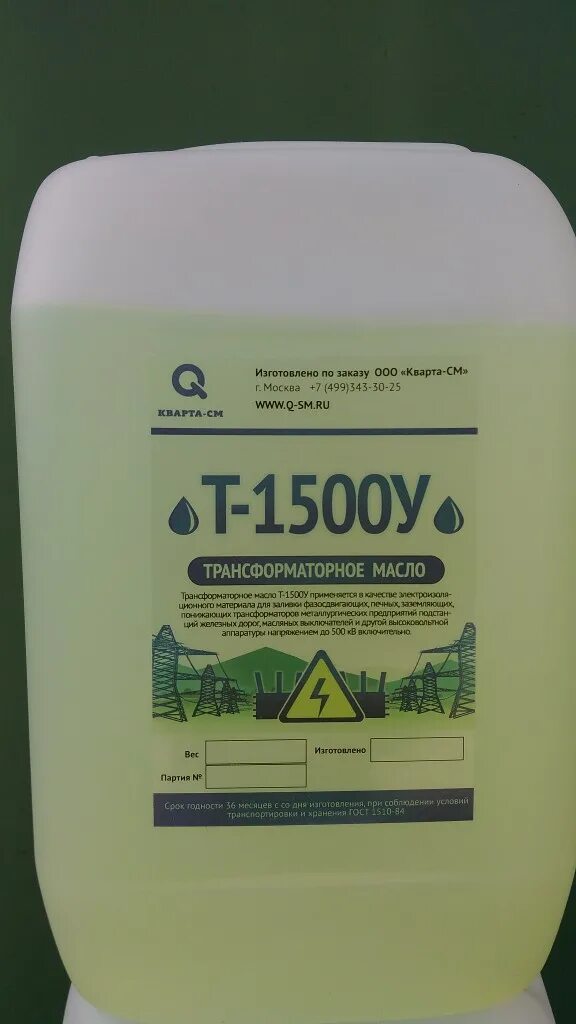 Q
КВАРТА-СМ
Изготовлено по заказу ООО «Кварта-СМ»
г. Москва +7 (499)343-30-25
WWW.Q-SM.RU
Т-1500У
ТРАНСФОРМАТОРНОЕ МАСЛО
Трансформаторное масло Т-1500У применяется в качестве электроизоля-
ционного материала для заливки фазосдвигающих, печных, заземляющих,
понижающих трансформаторов металлургических предприятий подстан-
ций железных дорог, масляных выключателей и другой высоковольтной
аппаратуры напряжением до 500 кВ включительно.
Вес
Изготовлено
Партия №
Срок годности 36 месяцев с со дня изготовления, при соблюдении условий
транспортировки и хранения ГОСТ 1510-84